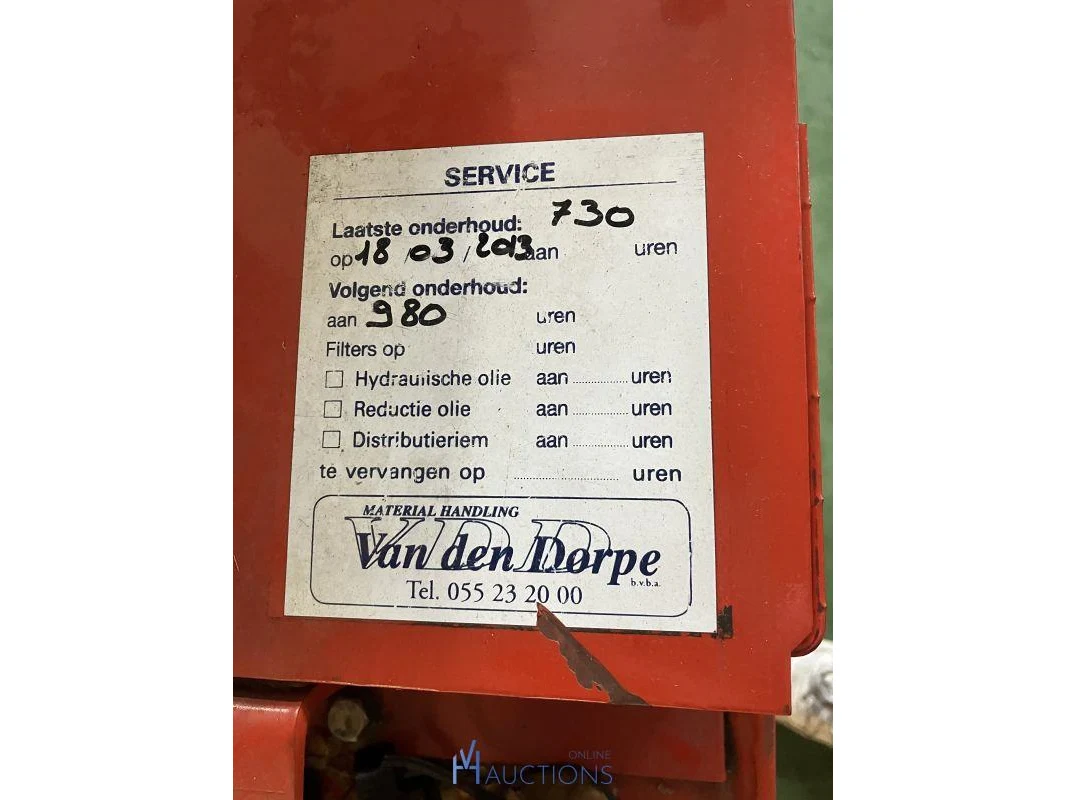 SERVICE
Laatste onderhoud: 730
op 18 / 03 / 2013 aan uren
Volgend onderhoud:
aan 980 uren
Filters op uren
Hydraulische olie aan ............... uren
Reductie olie aan ............... uren
Distributieriem aan ............... uren
te vervangen op ............................ uren
MATERIAL HANDLING
VDD
Van den Dorpe
b.v.b.a.
Tel. 055 23 20 00
HV ONLINE
AUCTIONS